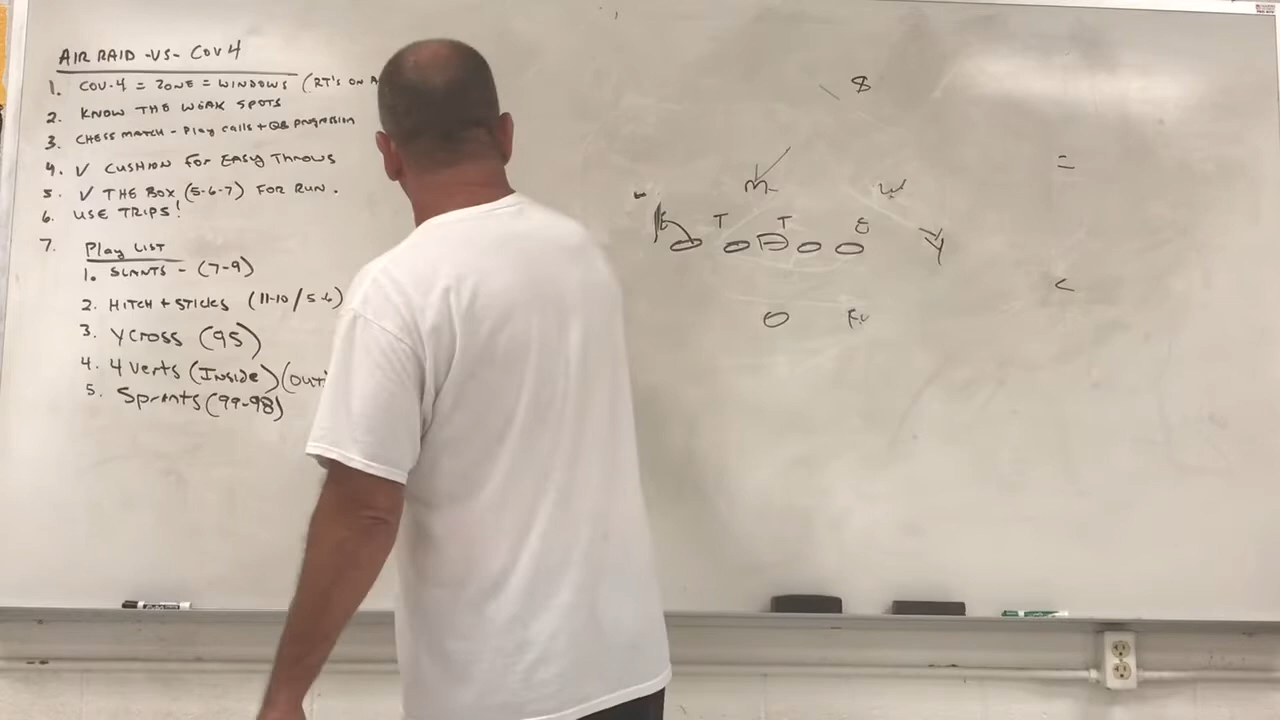 AIR RAID -VS- COV 4
1. COV-4 = ZONE = WINDOWS (RT'S ON A
2. KNOW THE WEAK SPOTS
3. CHESS MATCH - Play calls + QB progression
4. √ CUSHION FOR EASY THROWS
5. √ THE BOX (5-6-7) FOR RUN.
6. USE TRIPS!
7. Play LIST
1. SLANTS - (7-9)
2. HITCH + STICKS (11-10 / 5-6)
3. Y CROSS (95)
4. 4 Verts (INSIDE) (OUT
5. Sprints (99-98)
8
M W
T T